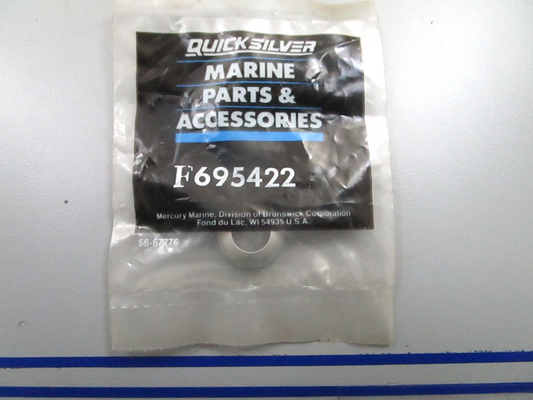 QUICKSILVER
MARINE
PARTS &
ACCESSORIES
F695422
Mercury Marine, Division of Brunswick Corporation
Fond du Lac, WI 54935 U.S.A.